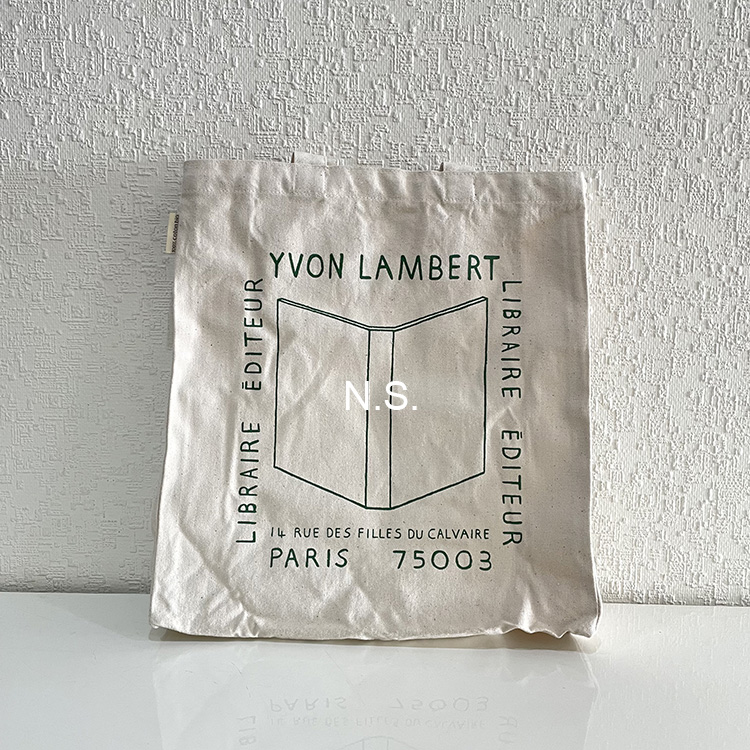 YVON LAMBERT
LIBRAIRE ÉDITEUR
LIBRAIRE ÉDITEUR
N.S.
14 RUE DES FILLES DU CALVAIRE
PARIS 75003